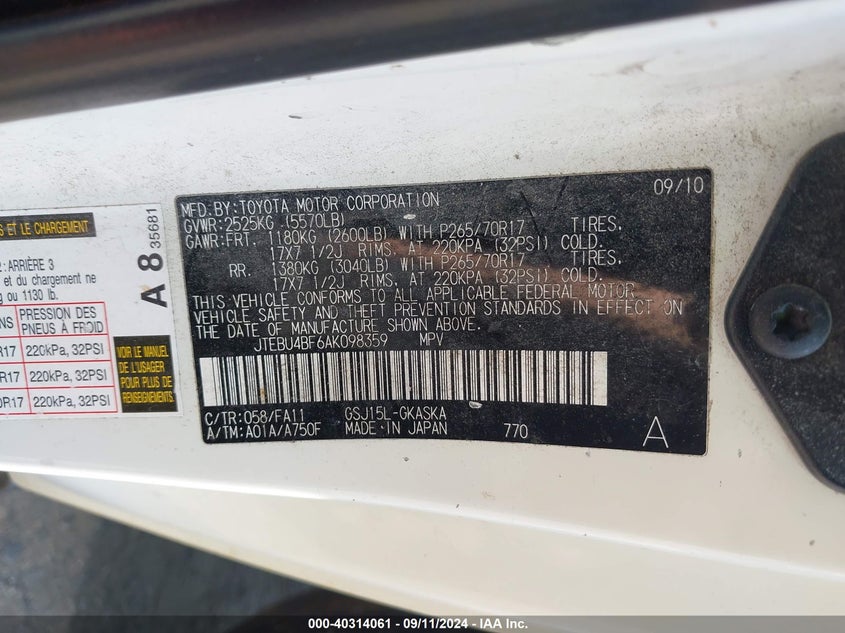 S ET LE CHARGEMENT
2: ARRIÈRE 3
et du chargement ne
g ou 1130 lb.
PRESSION DES
PNEUS À FROID
R17 220kPa, 32PSI
R17 220kPa, 32PSI
0R17 220kPa, 32PSI
VOIR LE MANUEL
DE L'USAGER
POUR PLUS DE
RENSEIGNEMENTS
A 8 35681
09/10
MFD. BY: TOYOTA MOTOR CORPORATION
GVWR: 2525KG (5570LB)
GAWR: FRT. 1180KG (2600LB) WITH P265/70R17 TIRES,
17X7 1/2J RIMS, AT 220KPA (32PSI) COLD.
RR. 1380KG (3040LB) WITH P265/70R17 TIRES,
17X7 1/2J RIMS, AT 220KPA (32PSI) COLD.
THIS VEHICLE CONFORMS TO ALL APPLICABLE FEDERAL MOTOR
VEHICLE SAFETY AND THEFT PREVENTION STANDARDS IN EFFECT ON
THE DATE OF MANUFACTURE SHOWN ABOVE.
JTEBU4BF6AK098359 MPV
C/TR: 058/FA11 GSJ15L-GKASKA
A/TM: A01A/A750F MADE IN JAPAN 770 A
000-40314061 - 09/11/2024 - IAA Inc.